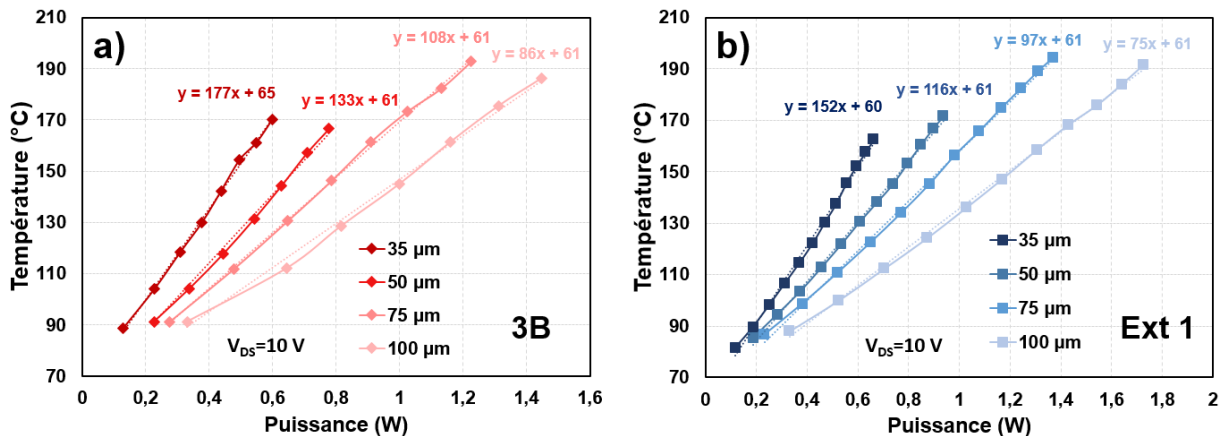 a)
Température (°C)
210
190
170
150
130
110
90
70
y = 177x + 65
y = 133x + 61
y = 108x + 61
y = 86x + 61
35 µm
50 µm
75 µm
100 µm
V_DS=10 V
3B
0 0,2 0,4 0,6 0,8 1 1,2 1,4 1,6
Puissance (W)
b)
Température (°C)
210
190
170
150
130
110
90
70
y = 152x + 60
y = 116x + 61
y = 97x + 61
y = 75x + 61
35 µm
50 µm
75 µm
100 µm
V_DS=10 V
Ext 1
0 0,2 0,4 0,6 0,8 1 1,2 1,4 1,6 1,8 2
Puissance (W)